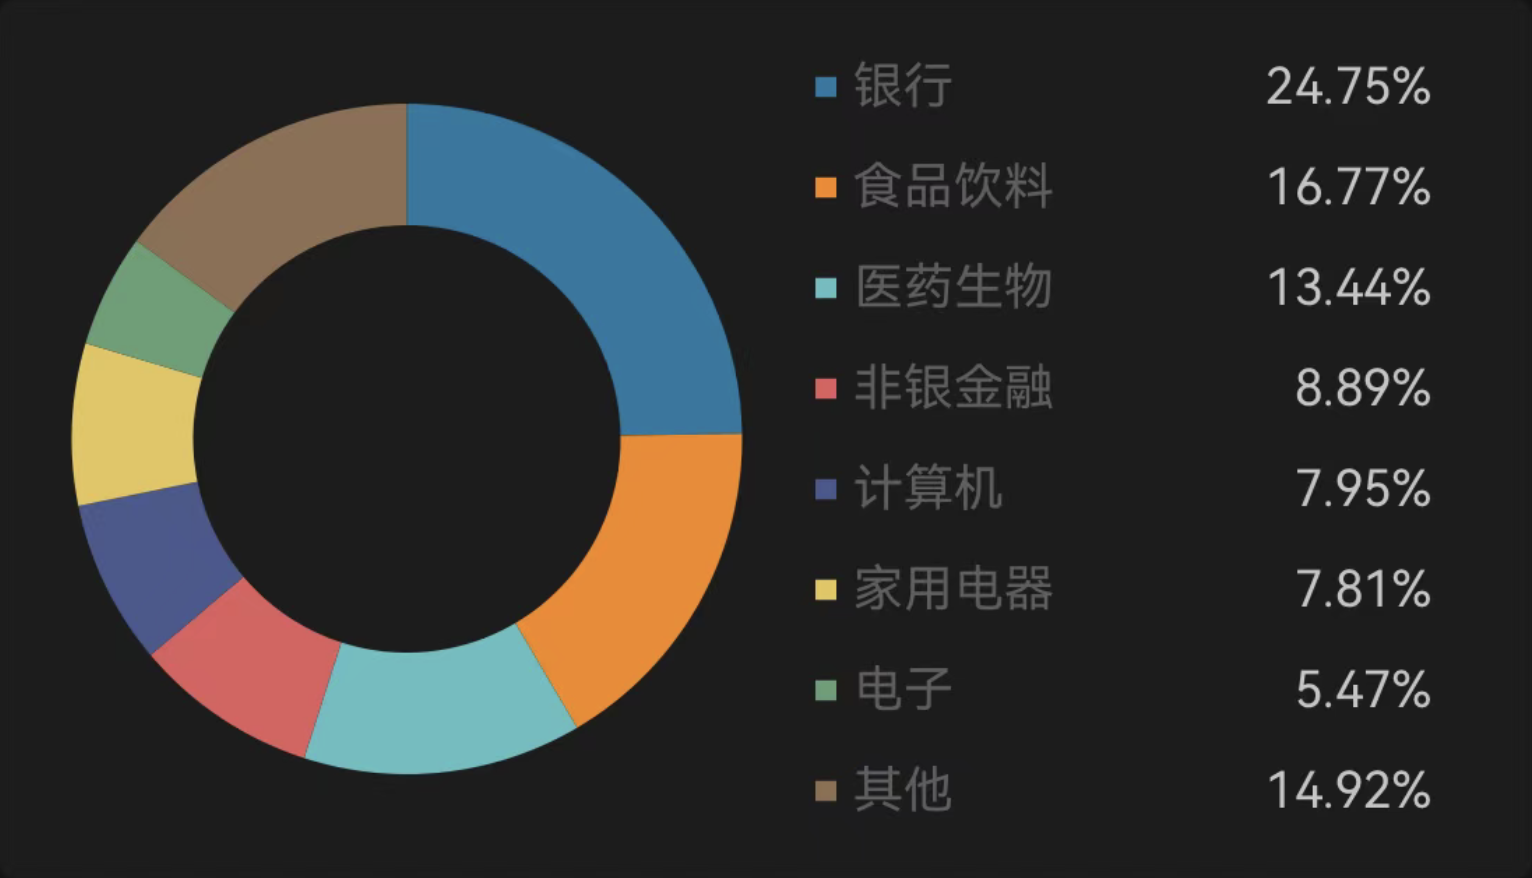 银行 24.75%
食品饮料 16.77%
医药生物 13.44%
非银金融 8.89%
计算机 7.95%
家用电器 7.81%
电子 5.47%
其他 14.92%